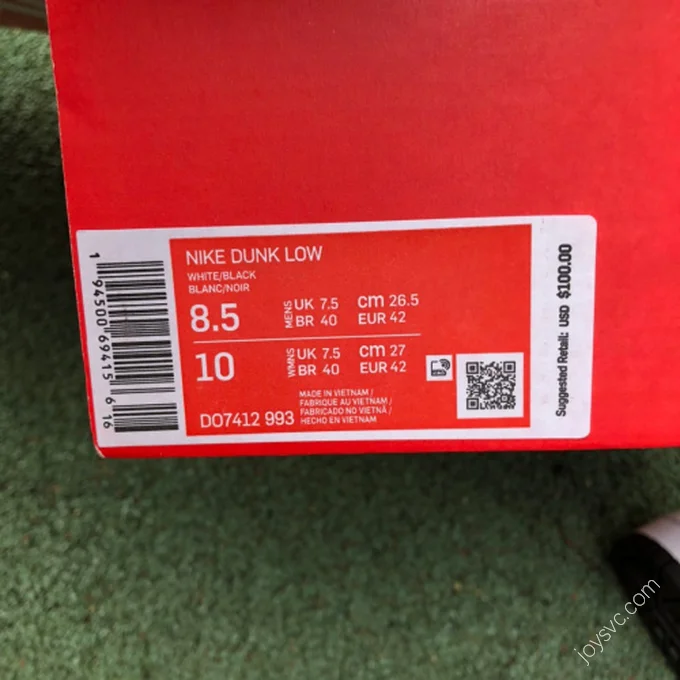 NIKE DUNK LOW
WHITE/BLACK
BLANC/NOIR
8.5
MENS
UK 7.5
BR 40
cm 26.5
EUR 42
10
WMNS
UK 7.5
BR 40
cm 27
EUR 42
DO7412 993
MADE IN VIETNAM /
FABRIQUE AU VIETNAM /
FABRICADO NO VIETNÃ /
HECHO EN VIETNAM
1 94500 69415 6 16
Suggested Retail: USD $100.00
joysvc.com